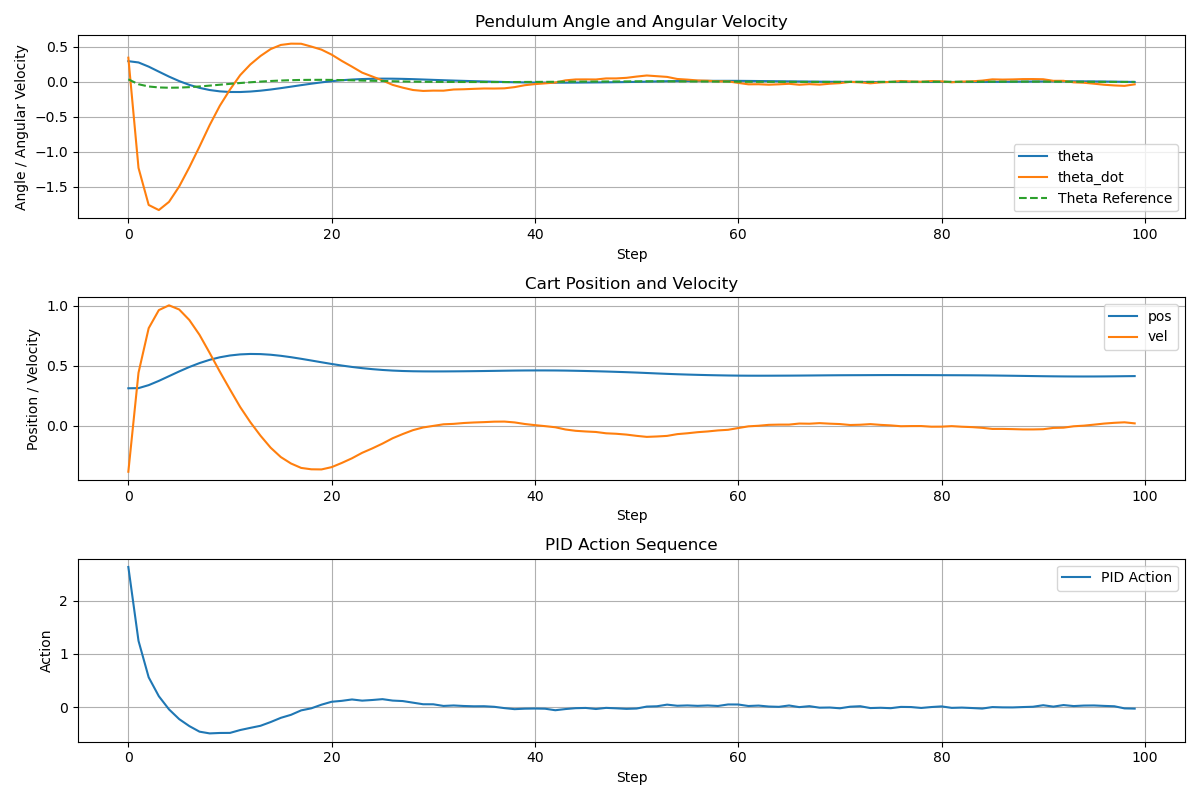 Pendulum Angle and Angular Velocity
Angle / Angular Velocity
0.5
0.0
−0.5
−1.0
−1.5
theta
theta_dot
Theta Reference
0 20 40 60 80 100
Step
Cart Position and Velocity
Position / Velocity
1.0
0.5
0.0
pos
vel
0 20 40 60 80 100
Step
PID Action Sequence
Action
2
1
0
PID Action
0 20 40 60 80 100
Step